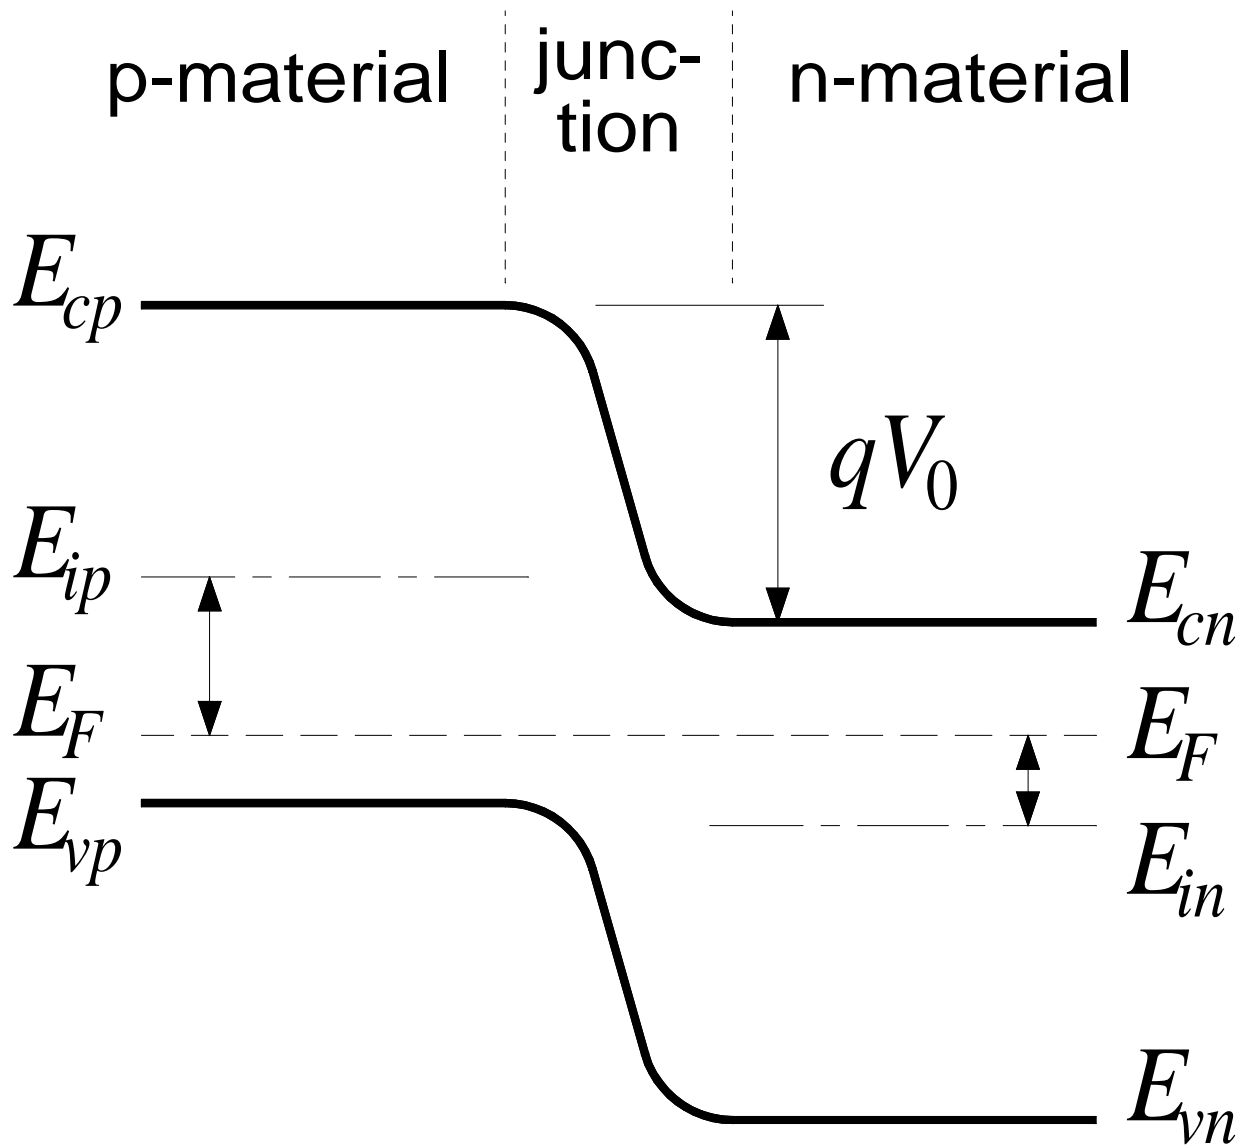 p-material
junc-
tion
n-material
E_cp
qV_0
E_ip
E_cn
E_F
E_F
E_vp
E_in
E_vn